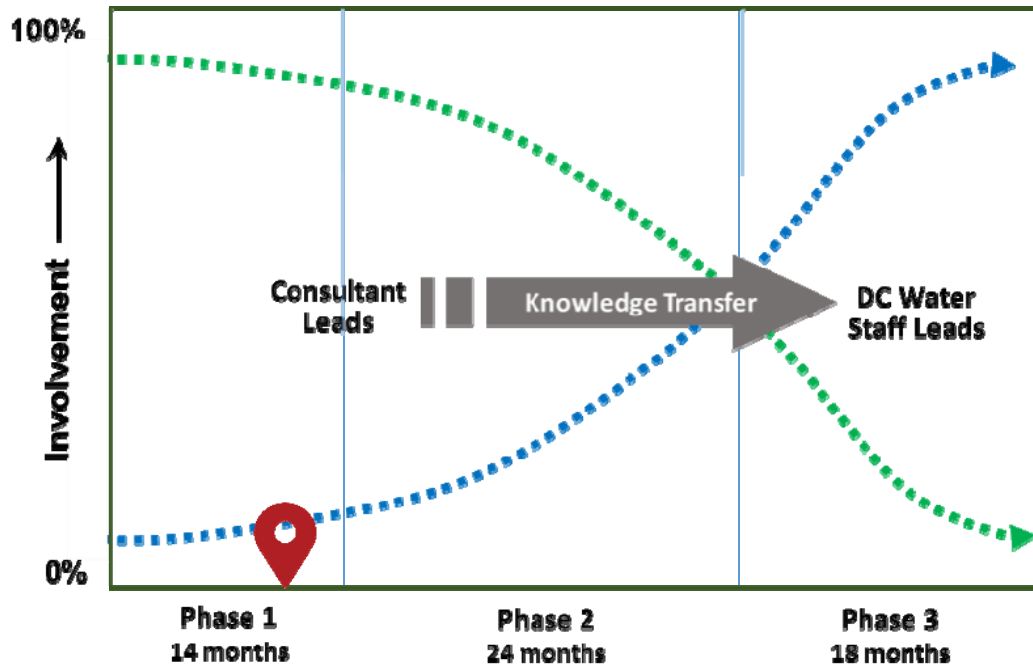 100%
Involvement
0%
Consultant
Leads
Knowledge Transfer
DC Water
Staff Leads
Phase 1
14 months
Phase 2
24 months
Phase 3
18 months